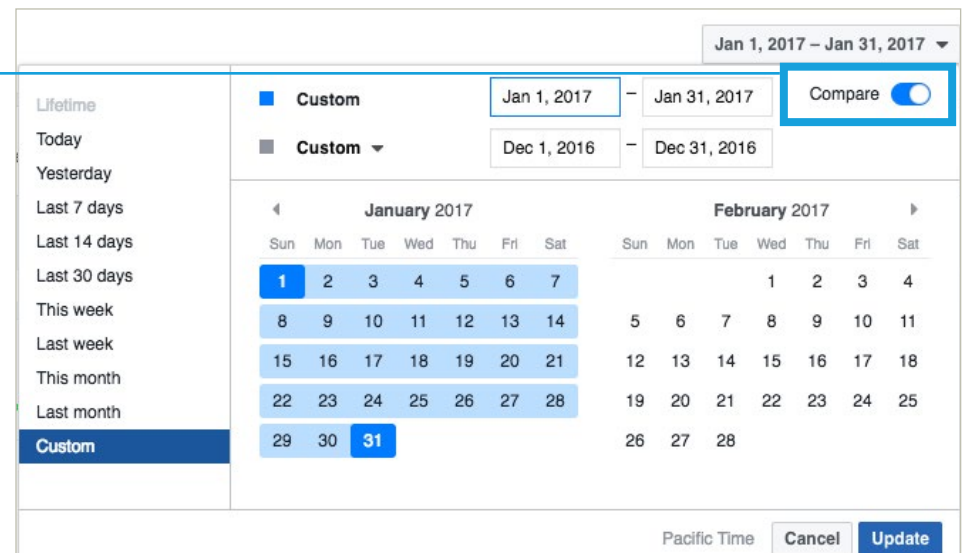 Jan 1, 2017 – Jan 31, 2017
Lifetime
Today
Yesterday
Last 7 days
Last 14 days
Last 30 days
This week
Last week
This month
Last month
Custom
Custom Jan 1, 2017 – Jan 31, 2017 Compare
Custom Dec 1, 2016 – Dec 31, 2016
January 2017
Sun Mon Tue Wed Thu Fri Sat
1 2 3 4 5 6 7
8 9 10 11 12 13 14
15 16 17 18 19 20 21
22 23 24 25 26 27 28
29 30 31
February 2017
Sun Mon Tue Wed Thu Fri Sat
1 2 3 4
5 6 7 8 9 10 11
12 13 14 15 16 17 18
19 20 21 22 23 24 25
26 27 28
Pacific Time Cancel Update